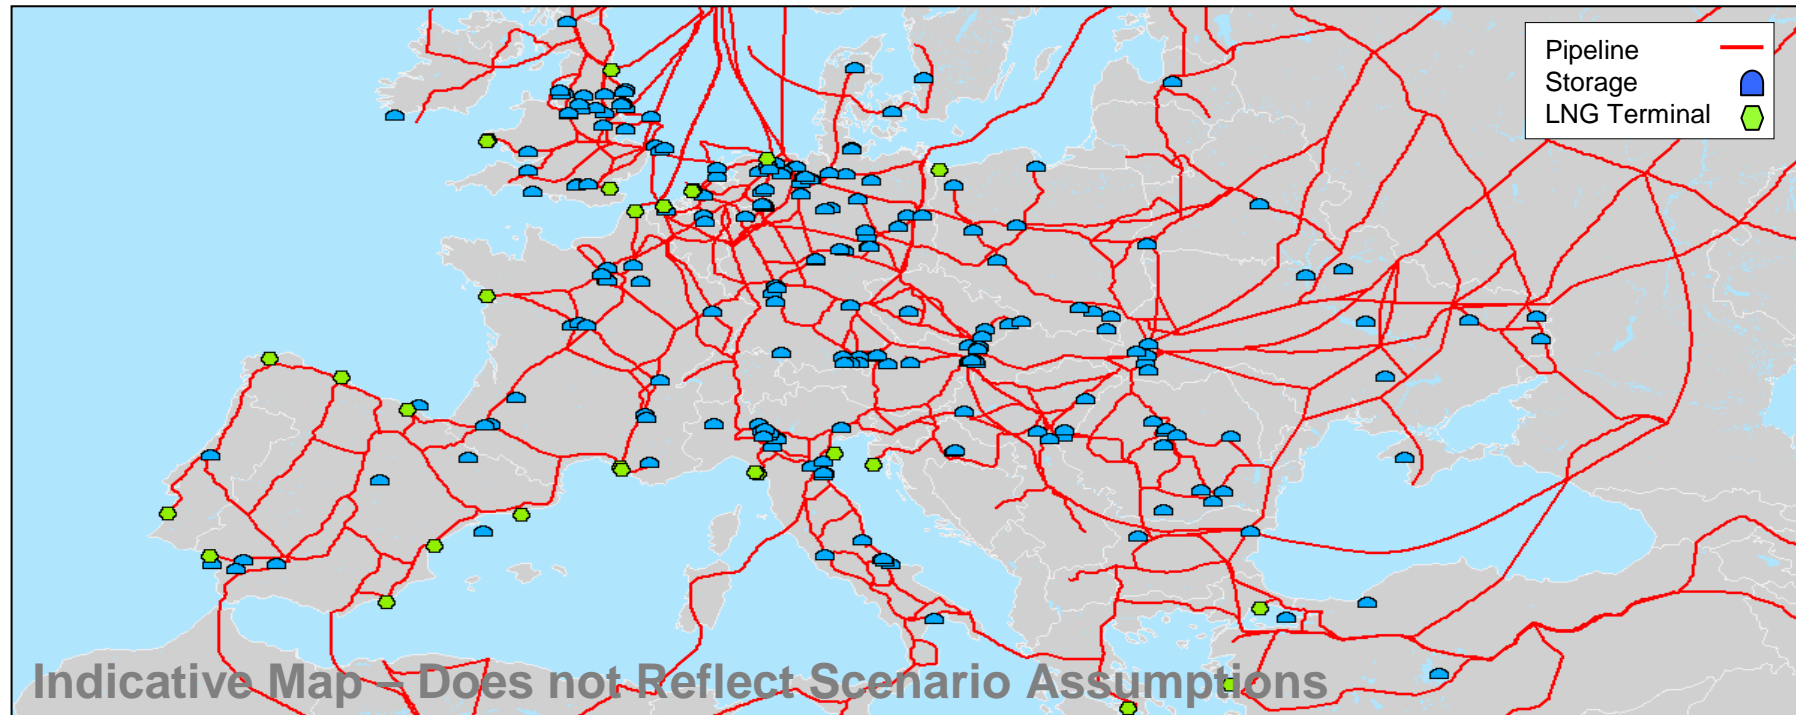 Pipeline
Storage
LNG Terminal
Indicative Map – Does not Reflect Scenario Assumptions